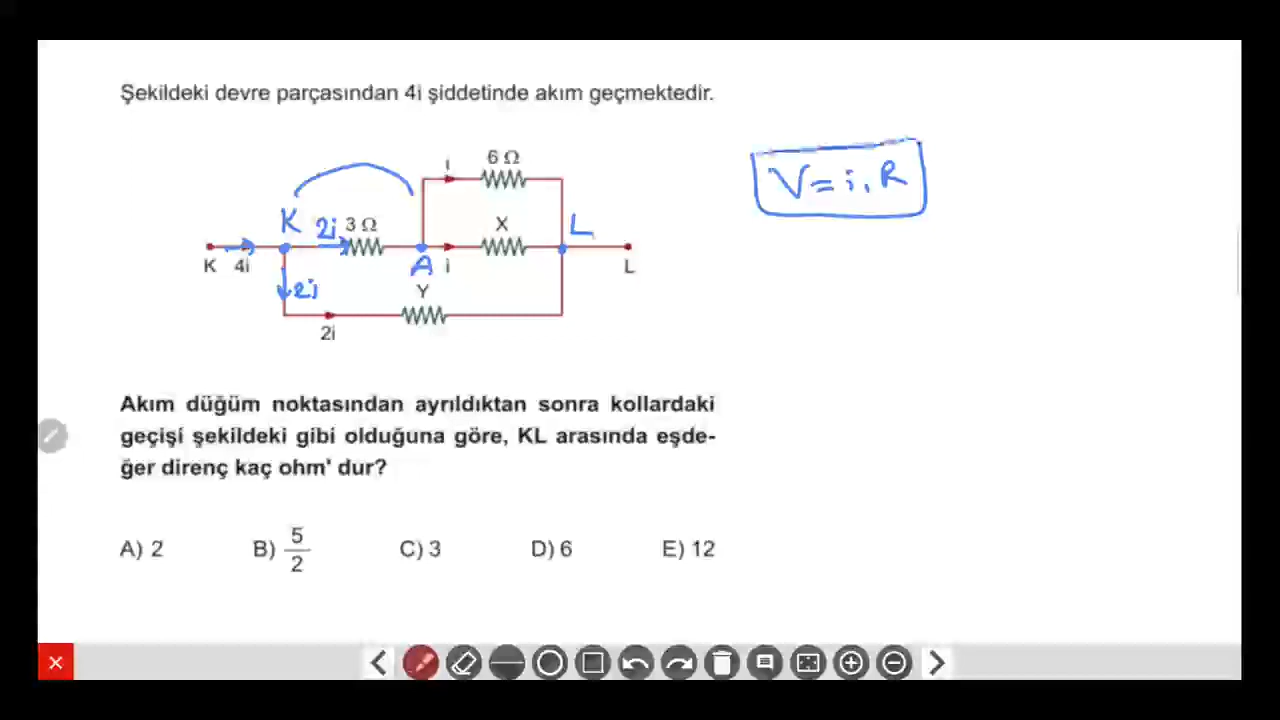 Şekildeki devre parçasından 4i şiddetinde akım geçmektedir.
V = i . R
i
6 Ω
K
2i
3 Ω
X
L
K
4i
A
i
L
2i
Y
2i
Akım düğüm noktasından ayrıldıktan sonra kollardaki
geçişi şekildeki gibi olduğuna göre, KL arasında eşde-
ğer direnç kaç ohm' dur?
A) 2 B) 5/2 C) 3 D) 6 E) 12